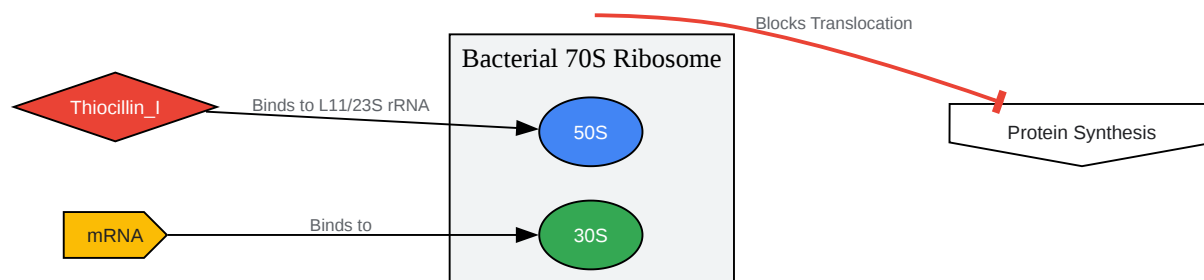 Blocks Translocation
Bacterial 70S Ribosome
Thiocillin_I
Binds to L11/23S rRNA
50S
Protein Synthesis
mRNA
Binds to
30S